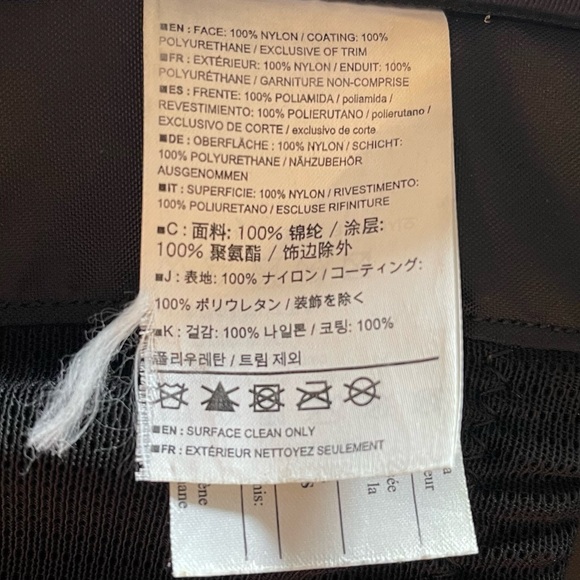 ■EN : FACE: 100% NYLON / COATING: 100%
POLYURETHANE / EXCLUSIVE OF TRIM
■FR : EXTÉRIEUR: 100% NYLON / ENDUIT: 100%
POLYURÉTHANE / GARNITURE NON-COMPRISE
■ES : FRENTE: 100% POLIAMIDA / poliamida /
REVESTIMIENTO: 100% POLIERUTANO / polierutano /
EXCLUSIVO DE CORTE / exclusivo de corte
■DE : OBERFLÄCHE : 100% NYLON / SCHICHT:
100% POLYURETHANE / NÄHZUBEHÖR
AUSGENOMMEN
■IT : SUPERFICIE: 100% NYLON / RIVESTIMENTO:
100% POLIURETANO / ESCLUSE RIFINITURE
■C : 面料: 100% 锦纶 / 涂层:
100% 聚氨酯 / 饰边除外
■J : 表地: 100% ナイロン / コーティング:
100% ポリウレタン / 装飾を除く
■K : 겉감: 100% 나일론 / 코팅: 100%
폴리우레탄 / 트림 제외
■EN : SURFACE CLEAN ONLY
■FR : EXTÉRIEUR NETTOYEZ SEULEMENT
la